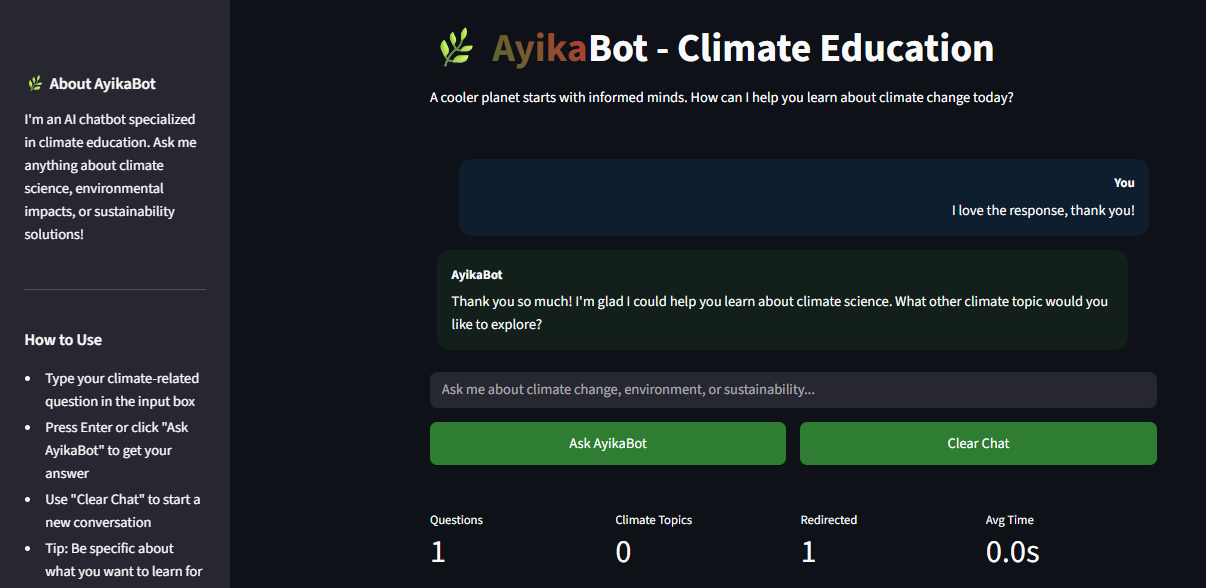 About AyikaBot
I'm an AI chatbot specialized
in climate education. Ask me
anything about climate
science, environmental
impacts, or sustainability
solutions!
How to Use
Type your climate-related
question in the input box
Press Enter or click "Ask
AyikaBot" to get your
answer
Use "Clear Chat" to start a
new conversation
Tip: Be specific about
what you want to learn for
AyikaBot - Climate Education
A cooler planet starts with informed minds. How can I help you learn about climate change today?
You
I love the response, thank you!
AyikaBot
Thank you so much! I'm glad I could help you learn about climate science. What other climate topic would you
like to explore?
Ask me about climate change, environment, or sustainability...
Ask AyikaBot
Clear Chat
Questions
1
Climate Topics
0
Redirected
1
Avg Time
0.0s